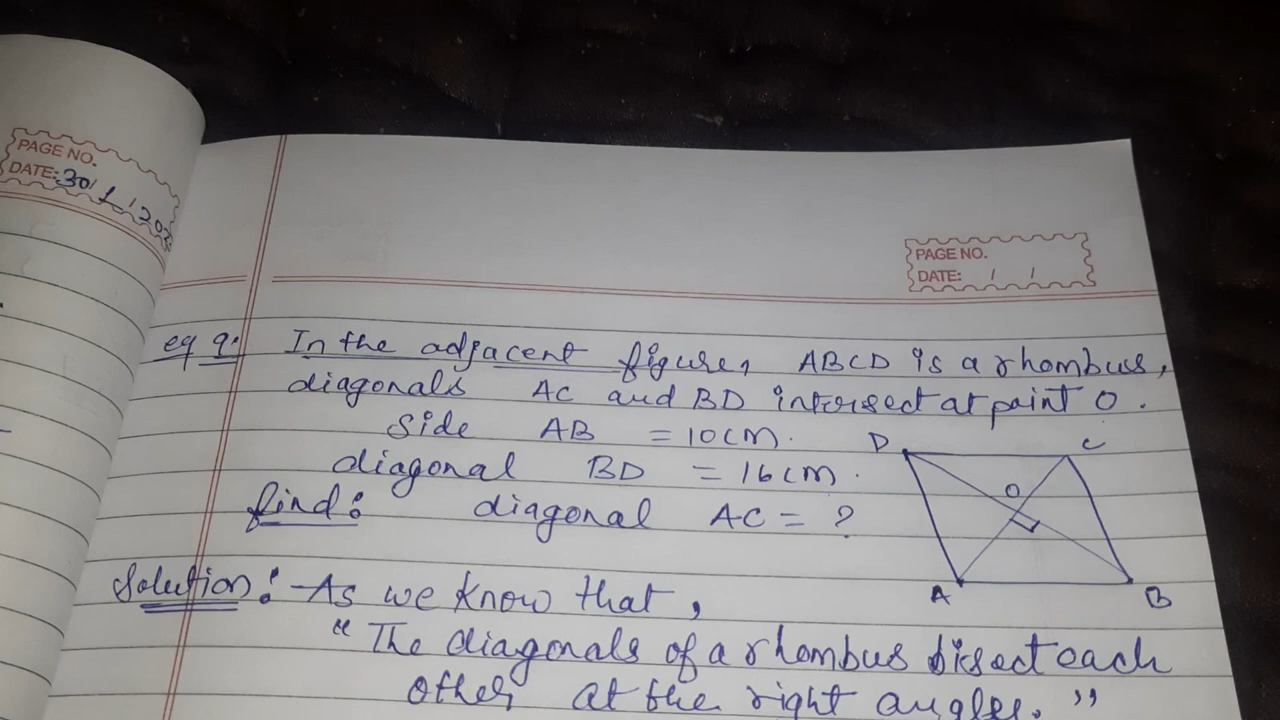 PAGE NO.
DATE: 30/
PAGE NO.
DATE: / /
eg 9: In the adjacent figure, ABCD is a rhombus,
diagonals AC and BD intersect at point O.
Side AB = 10cm.
diagonal BD = 16cm.
find: diagonal AC = ?
D C
O
A B
Solution: As we know that,
"The diagonals of a rhombus bisect each
other at the right angles."